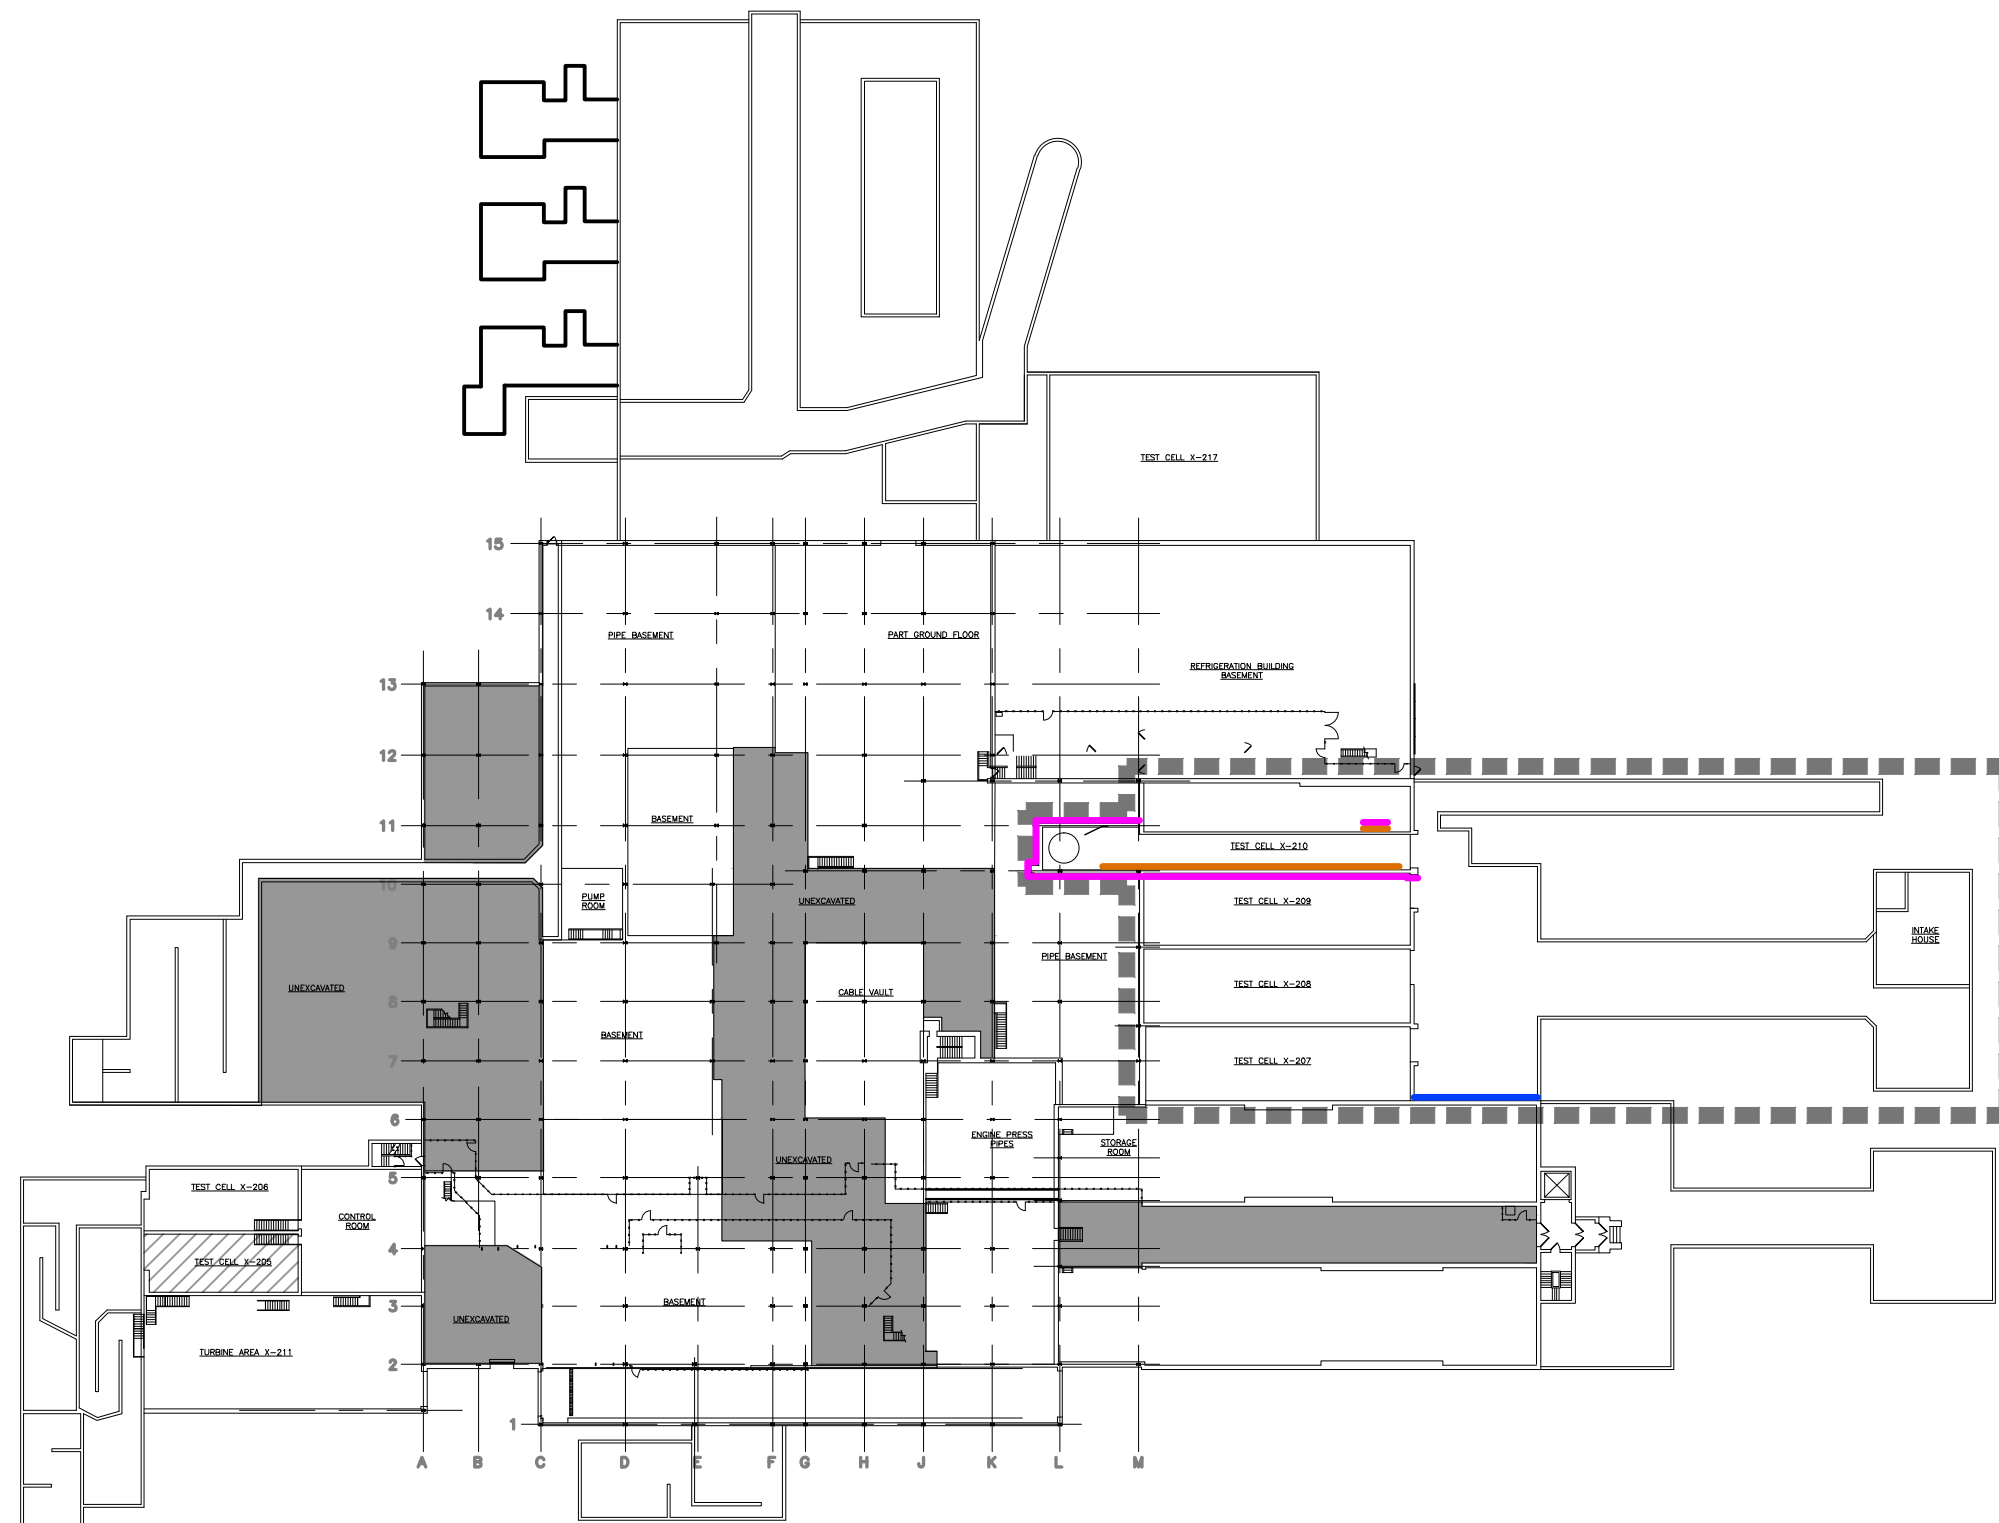 TEST CELL X-217
15
14
PIPE BASEMENT
PART GROUND FLOOR
REFRIGERATION BUILDING
BASEMENT
13
12
11
BASEMENT
TEST CELL X-210
10
PUMP
ROOM
UNEXCAVATED
TEST CELL X-209
9
INTAKE
HOUSE
PIPE BASEMENT
UNEXCAVATED
CABLE VAULT
TEST CELL X-208
8
BASEMENT
7
TEST CELL X-207
6
ENGINE PRESS
PIPES
STORAGE
ROOM
UNEXCAVATED
5
TEST CELL X-206
CONTROL
ROOM
4
TEST CELL X-205
3
BASEMENT
UNEXCAVATED
TURBINE AREA X-211
2
1
A B C D E F G H J K L M